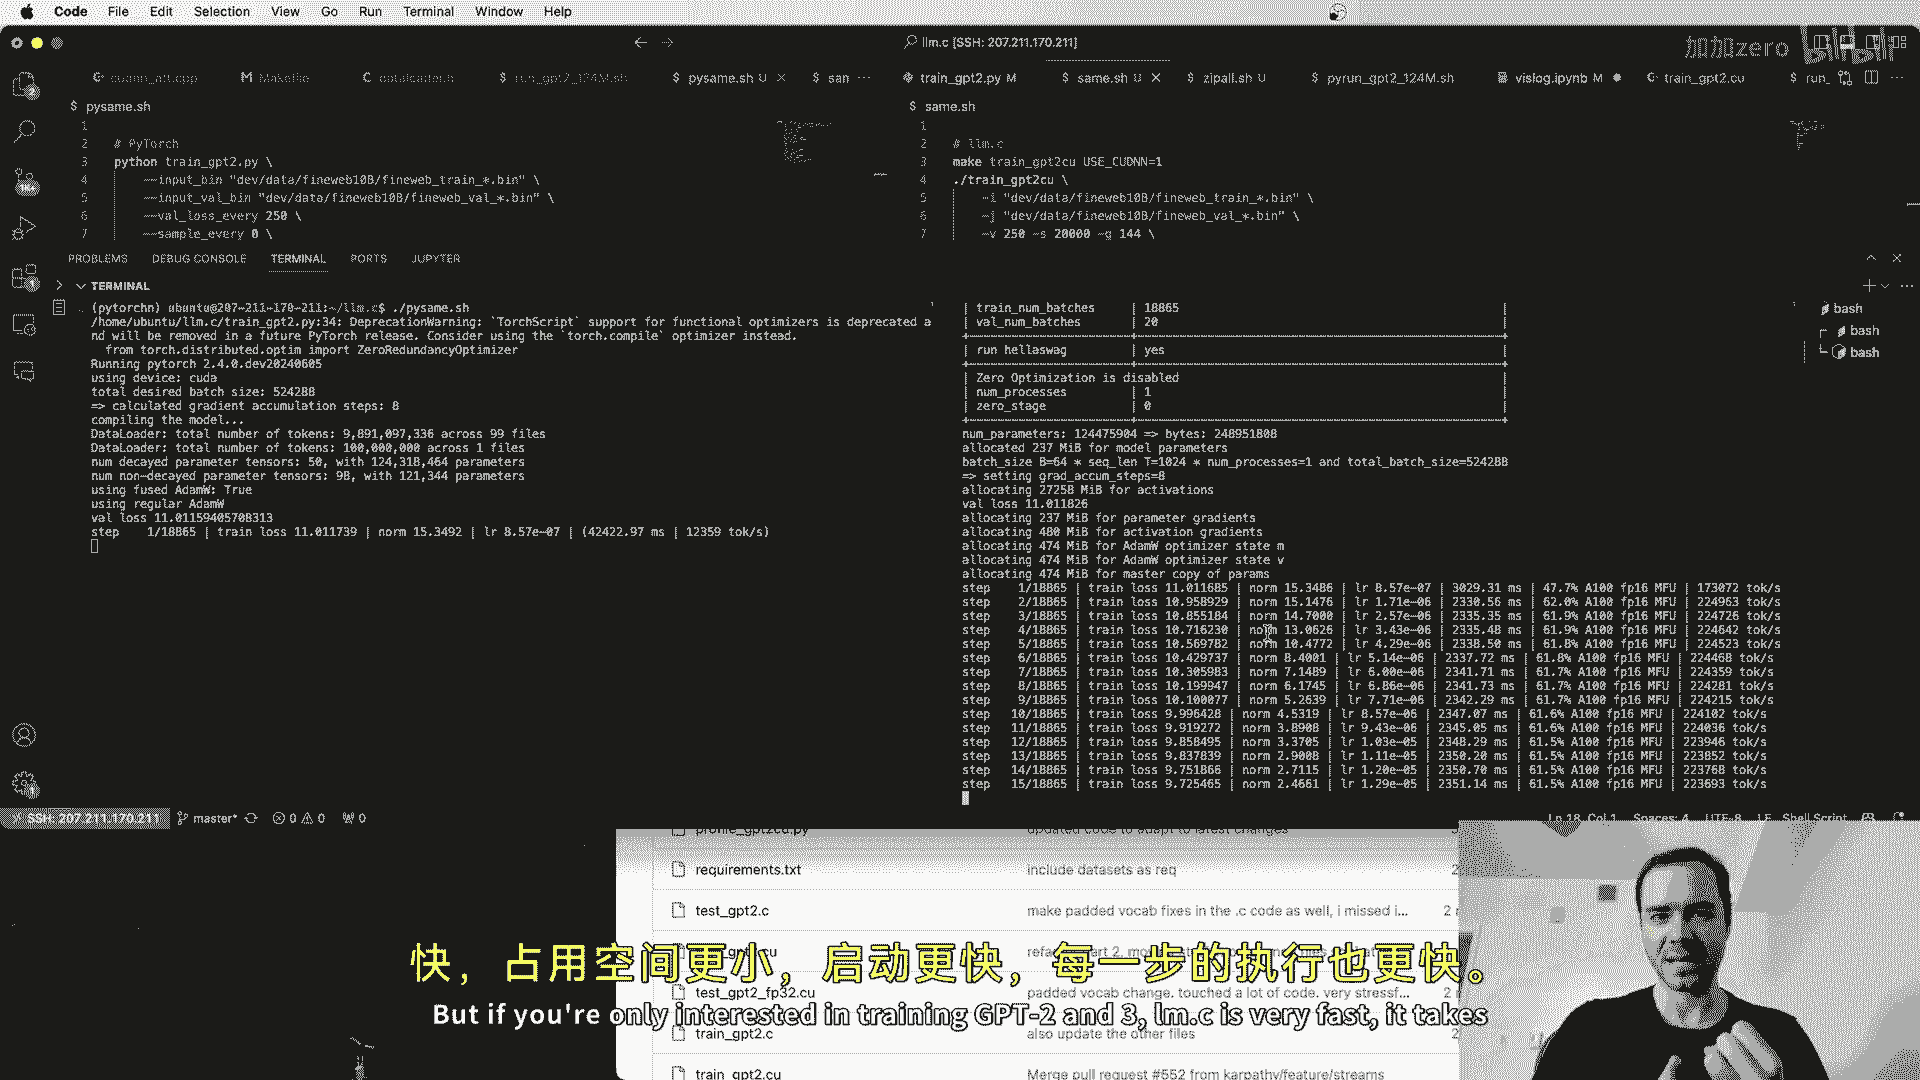 Code File Edit Selection View Go Run Terminal Window Help
llm.c [SSH: 207.211.170.211]
加加zero bilibili
cudnn_att.cpp Makefile dataloader.h run_gpt2_124M.sh pysame.sh U san
train_gpt2.py M same.sh U zipall.sh U pyrun_gpt2_124M.sh vislog.ipynb M train_gpt2.cu run_
$ pysame.sh
1
2 # PyTorch
3 python train_gpt2.py \
4 --input_bin "dev/data/fineweb10B/fineweb_train_*.bin" \
5 --input_val_bin "dev/data/fineweb10B/fineweb_val_*.bin" \
6 --val_loss_every 250 \
7 --sample_every 0 \
$ same.sh
1
2 # llm.c
3 make train_gpt2cu USE_CUDNN=1
4 ./train_gpt2cu \
5 -i "dev/data/fineweb10B/fineweb_train_*.bin" \
6 -j "dev/data/fineweb10B/fineweb_val_*.bin" \
7 -v 250 -s 20000 -g 144 \
PROBLEMS DEBUG CONSOLE TERMINAL PORTS JUPYTER
TERMINAL
(pytorchn) ubuntu@207-211-170-211:~/llm.c$ ./pysame.sh
/home/ubuntu/llm.c/train_gpt2.py:34: DeprecationWarning: `TorchScript` support for functional optimizers is deprecated a
nd will be removed in a future PyTorch release. Consider using the `torch.compile` optimizer instead.
from torch.distributed.optim import ZeroRedundancyOptimizer
Running pytorch 2.4.0.dev20240605
using device: cuda
total desired batch size: 524288
=> calculated gradient accumulation steps: 8
compiling the model...
DataLoader: total number of tokens: 9,891,097,336 across 99 files
DataLoader: total number of tokens: 100,000,000 across 1 files
num decayed parameter tensors: 50, with 124,318,464 parameters
num non-decayed parameter tensors: 98, with 121,344 parameters
using fused AdamW: True
using regular AdamW
val loss 11.01159405708313
step 1/18865 | train loss 11.011739 | norm 15.3492 | lr 8.57e-07 | (42422.97 ms | 12359 tok/s)
| train_num_batches | 18865 |
| val_num_batches | 20 |
| run hellaswag | yes |
| Zero Optimization is disabled |
| num_processes | 1 |
| zero_stage | 0 |
num_parameters: 124475904 => bytes: 248951808
allocated 237 MiB for model parameters
batch_size B=64 * seq_len T=1024 * num_processes=1 and total_batch_size=524288
=> setting grad_accum_steps=8
allocating 27258 MiB for activations
val loss 11.011826
allocating 237 MiB for parameter gradients
allocating 480 MiB for activation gradients
allocating 474 MiB for AdamW optimizer state m
allocating 474 MiB for AdamW optimizer state v
allocating 474 MiB for master copy of params
step 1/18865 | train loss 11.011685 | norm 15.3486 | lr 8.57e-07 | 3029.31 ms | 47.7% A100 fp16 MFU | 173072 tok/s
step 2/18865 | train loss 10.958929 | norm 15.1476 | lr 1.71e-06 | 2330.56 ms | 62.0% A100 fp16 MFU | 224963 tok/s
step 3/18865 | train loss 10.855184 | norm 14.7000 | lr 2.57e-06 | 2335.35 ms | 61.9% A100 fp16 MFU | 224726 tok/s
step 4/18865 | train loss 10.716230 | norm 13.0626 | lr 3.43e-06 | 2335.48 ms | 61.9% A100 fp16 MFU | 224642 tok/s
step 5/18865 | train loss 10.569782 | norm 10.4772 | lr 4.29e-06 | 2338.50 ms | 61.8% A100 fp16 MFU | 224523 tok/s
step 6/18865 | train loss 10.429737 | norm 8.4001 | lr 5.14e-06 | 2337.72 ms | 61.8% A100 fp16 MFU | 224468 tok/s
step 7/18865 | train loss 10.305983 | norm 7.1489 | lr 6.00e-06 | 2341.71 ms | 61.7% A100 fp16 MFU | 224359 tok/s
step 8/18865 | train loss 10.199947 | norm 6.1745 | lr 6.86e-06 | 2341.73 ms | 61.7% A100 fp16 MFU | 224281 tok/s
step 9/18865 | train loss 10.100077 | norm 5.2639 | lr 7.71e-06 | 2342.29 ms | 61.7% A100 fp16 MFU | 224215 tok/s
step 10/18865 | train loss 9.996428 | norm 4.5319 | lr 8.57e-06 | 2347.07 ms | 61.6% A100 fp16 MFU | 224102 tok/s
step 11/18865 | train loss 9.919272 | norm 3.8908 | lr 9.43e-06 | 2345.05 ms | 61.6% A100 fp16 MFU | 224036 tok/s
step 12/18865 | train loss 9.858495 | norm 3.3705 | lr 1.03e-05 | 2348.29 ms | 61.5% A100 fp16 MFU | 223946 tok/s
step 13/18865 | train loss 9.837839 | norm 2.9008 | lr 1.11e-05 | 2350.20 ms | 61.5% A100 fp16 MFU | 223852 tok/s
step 14/18865 | train loss 9.751868 | norm 2.7115 | lr 1.20e-05 | 2350.70 ms | 61.5% A100 fp16 MFU | 223768 tok/s
step 15/18865 | train loss 9.725465 | norm 2.4661 | lr 1.29e-05 | 2351.14 ms | 61.5% A100 fp16 MFU | 223693 tok/s
bash
bash
bash
SSH: 207.211.170.211 master* 0 0 0 Ln 18, Col 1 Spaces: 4 UTF-8 LF Shell Script
profile_gpt2cu.py updated code to adapt to latest changes
requirements.txt include datasets as req
test_gpt2.c make padded vocab fixes in the .c code as well, i missed i...
快，占用空间更小，启动更快，每一步的执行也更快。
test_gpt2_fp32.cu padded vocab change. touched a lot of code. very stressf...
But if you're only interested in training GPT-2 and 3, lm.c is very fast, it takes
train_gpt2.c also update the other files
train_gpt2.cu Merge pull request #552 from karpathy/feature/streams